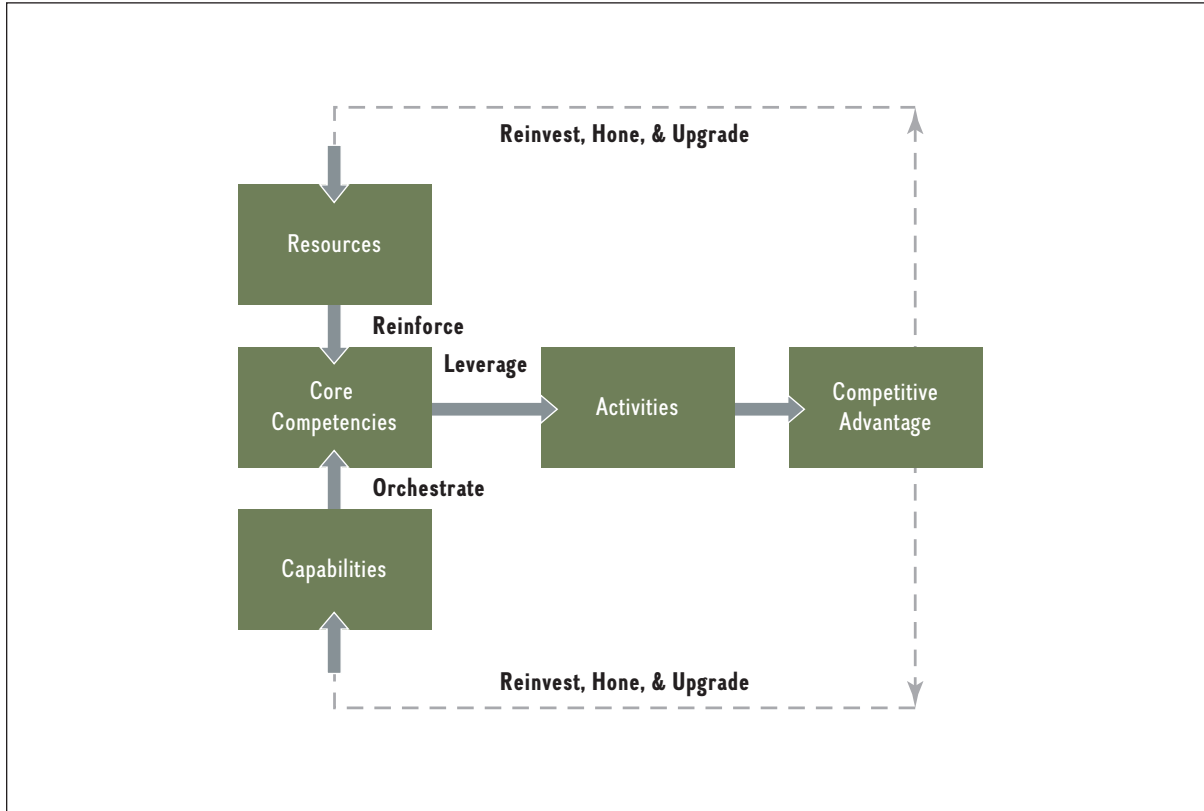 Reinvest, Hone, & Upgrade
Resources
Reinforce
Leverage
Core
Competencies
Activities
Competitive
Advantage
Orchestrate
Capabilities
Reinvest, Hone, & Upgrade